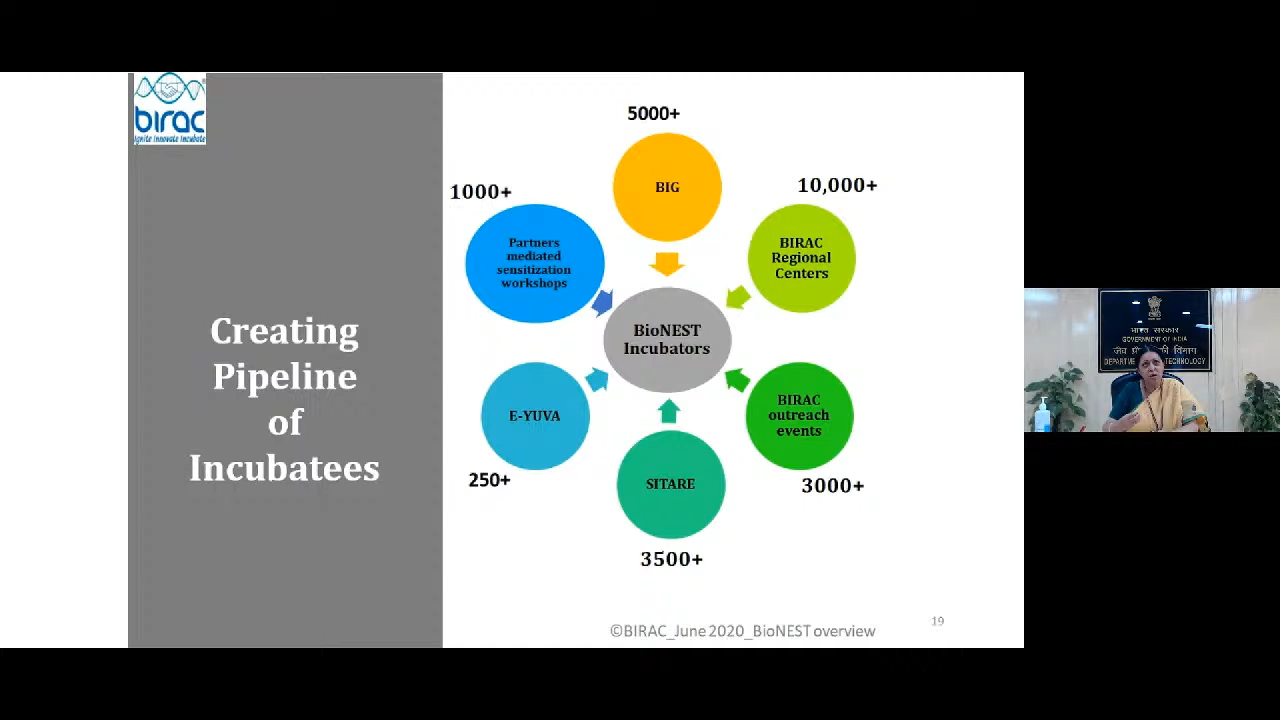 birac
Ignite Innovate Incubate
Creating
Pipeline
of
Incubatees
5000+
BIG
10,000+
BIRAC
Regional
Centers
1000+
Partners
mediated
sensitization
workshops
BioNEST
Incubators
E-YUVA
250+
BIRAC
outreach
events
3000+
SITARE
3500+
©BIRAC_June 2020_BioNEST overview
19
भारत सरकार
GOVERNMENT OF INDIA
विभाग
TECHNOLOGY